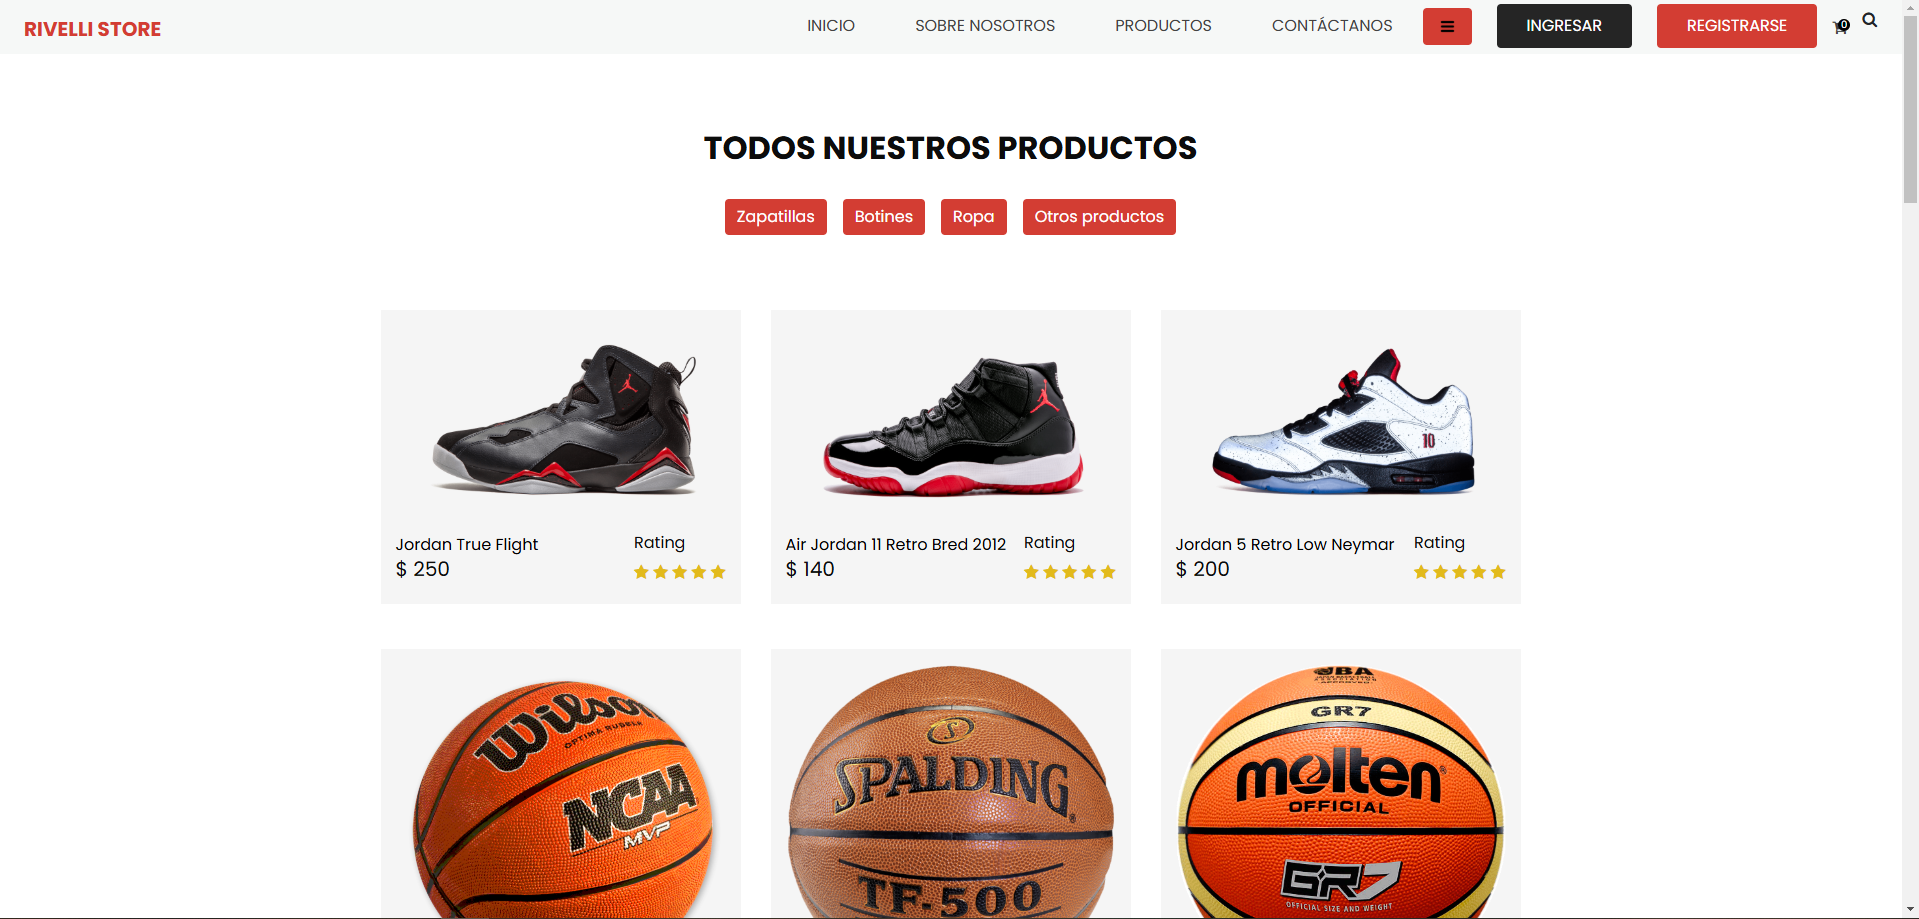 RIVELLI STORE
INICIO
SOBRE NOSOTROS
PRODUCTOS
CONTÁCTANOS
INGRESAR
REGISTRARSE
0
TODOS NUESTROS PRODUCTOS
Zapatillas
Botines
Ropa
Otros productos
10
Jordan True Flight
$ 250
Rating
Air Jordan 11 Retro Bred 2012
$ 140
Rating
Jordan 5 Retro Low Neymar
$ 200
Rating
Wilson
OPTIMA RUBBER
NCAA
MVP
S
SPALDING
TF-500
JBA
APPROVED
GR7
molten
OFFICIAL
GR7
OFFICIAL SIZE AND WEIGHT